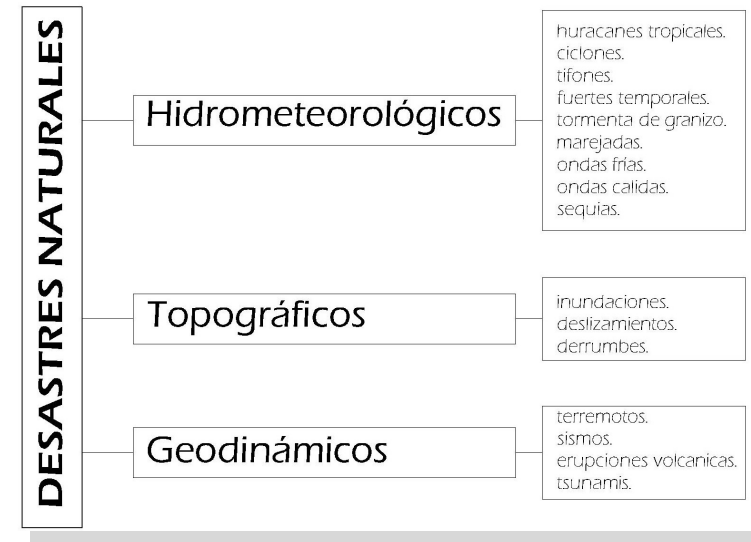 DESASTRES NATURALES
Hidrometeorológicos
huracanes tropicales.
ciclones.
tifones.
fuertes temporales.
tormenta de granizo.
marejadas.
ondas frías.
ondas calidas.
sequias.
Topográficos
inundaciones.
deslizamientos.
derrumbes.
Geodinámicos
terremotos.
sismos.
erupciones volcanicas.
tsunamis.